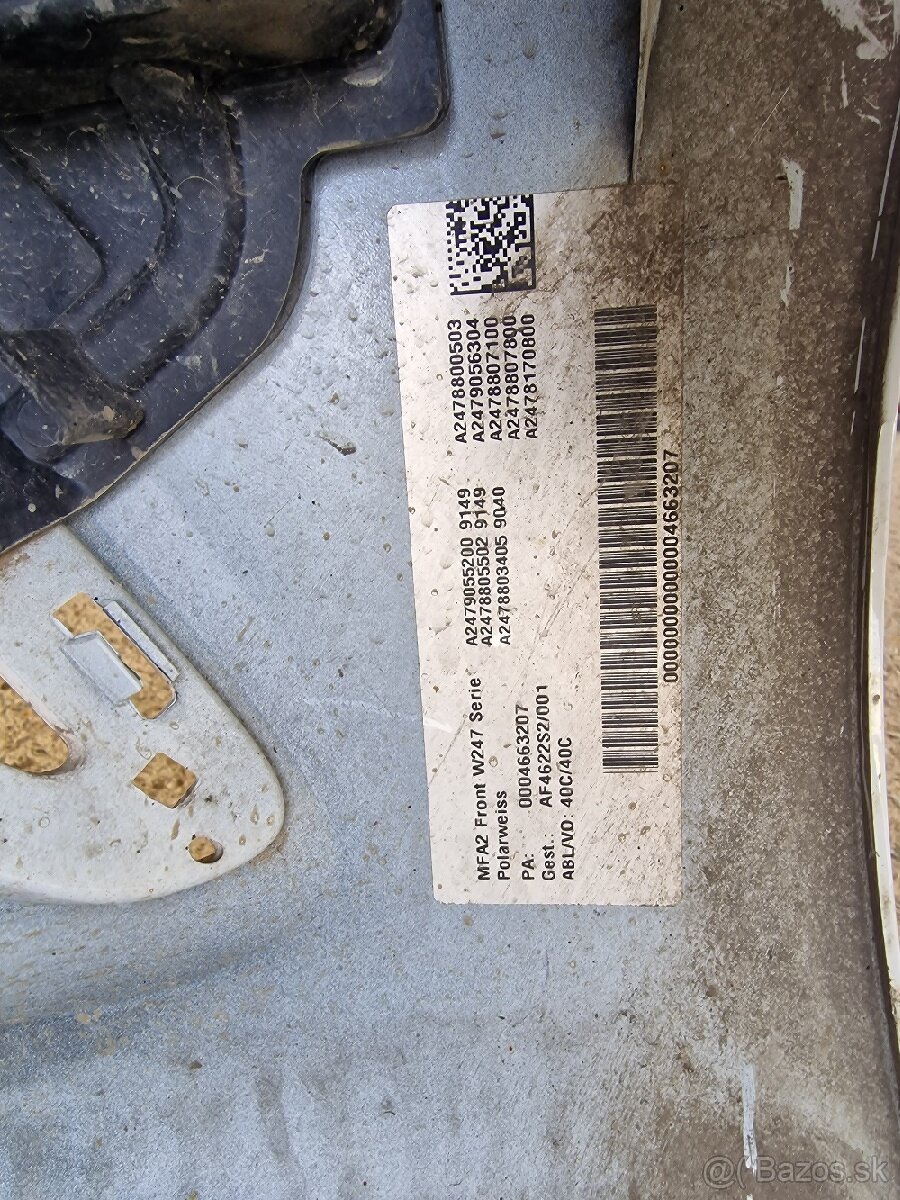 MFA2 Front W247 Serie
Polarweiss
PA: 0004663207
Gest. AF4622S2/001
ABL/VO: 40C/40C
A2479055200 9149
A2478805502 9149
A2478803405 9040
A2478800503
A2479056304
A2478807100
A2478807800
A2478170800
00000000000004663207
@( Bazos.sk